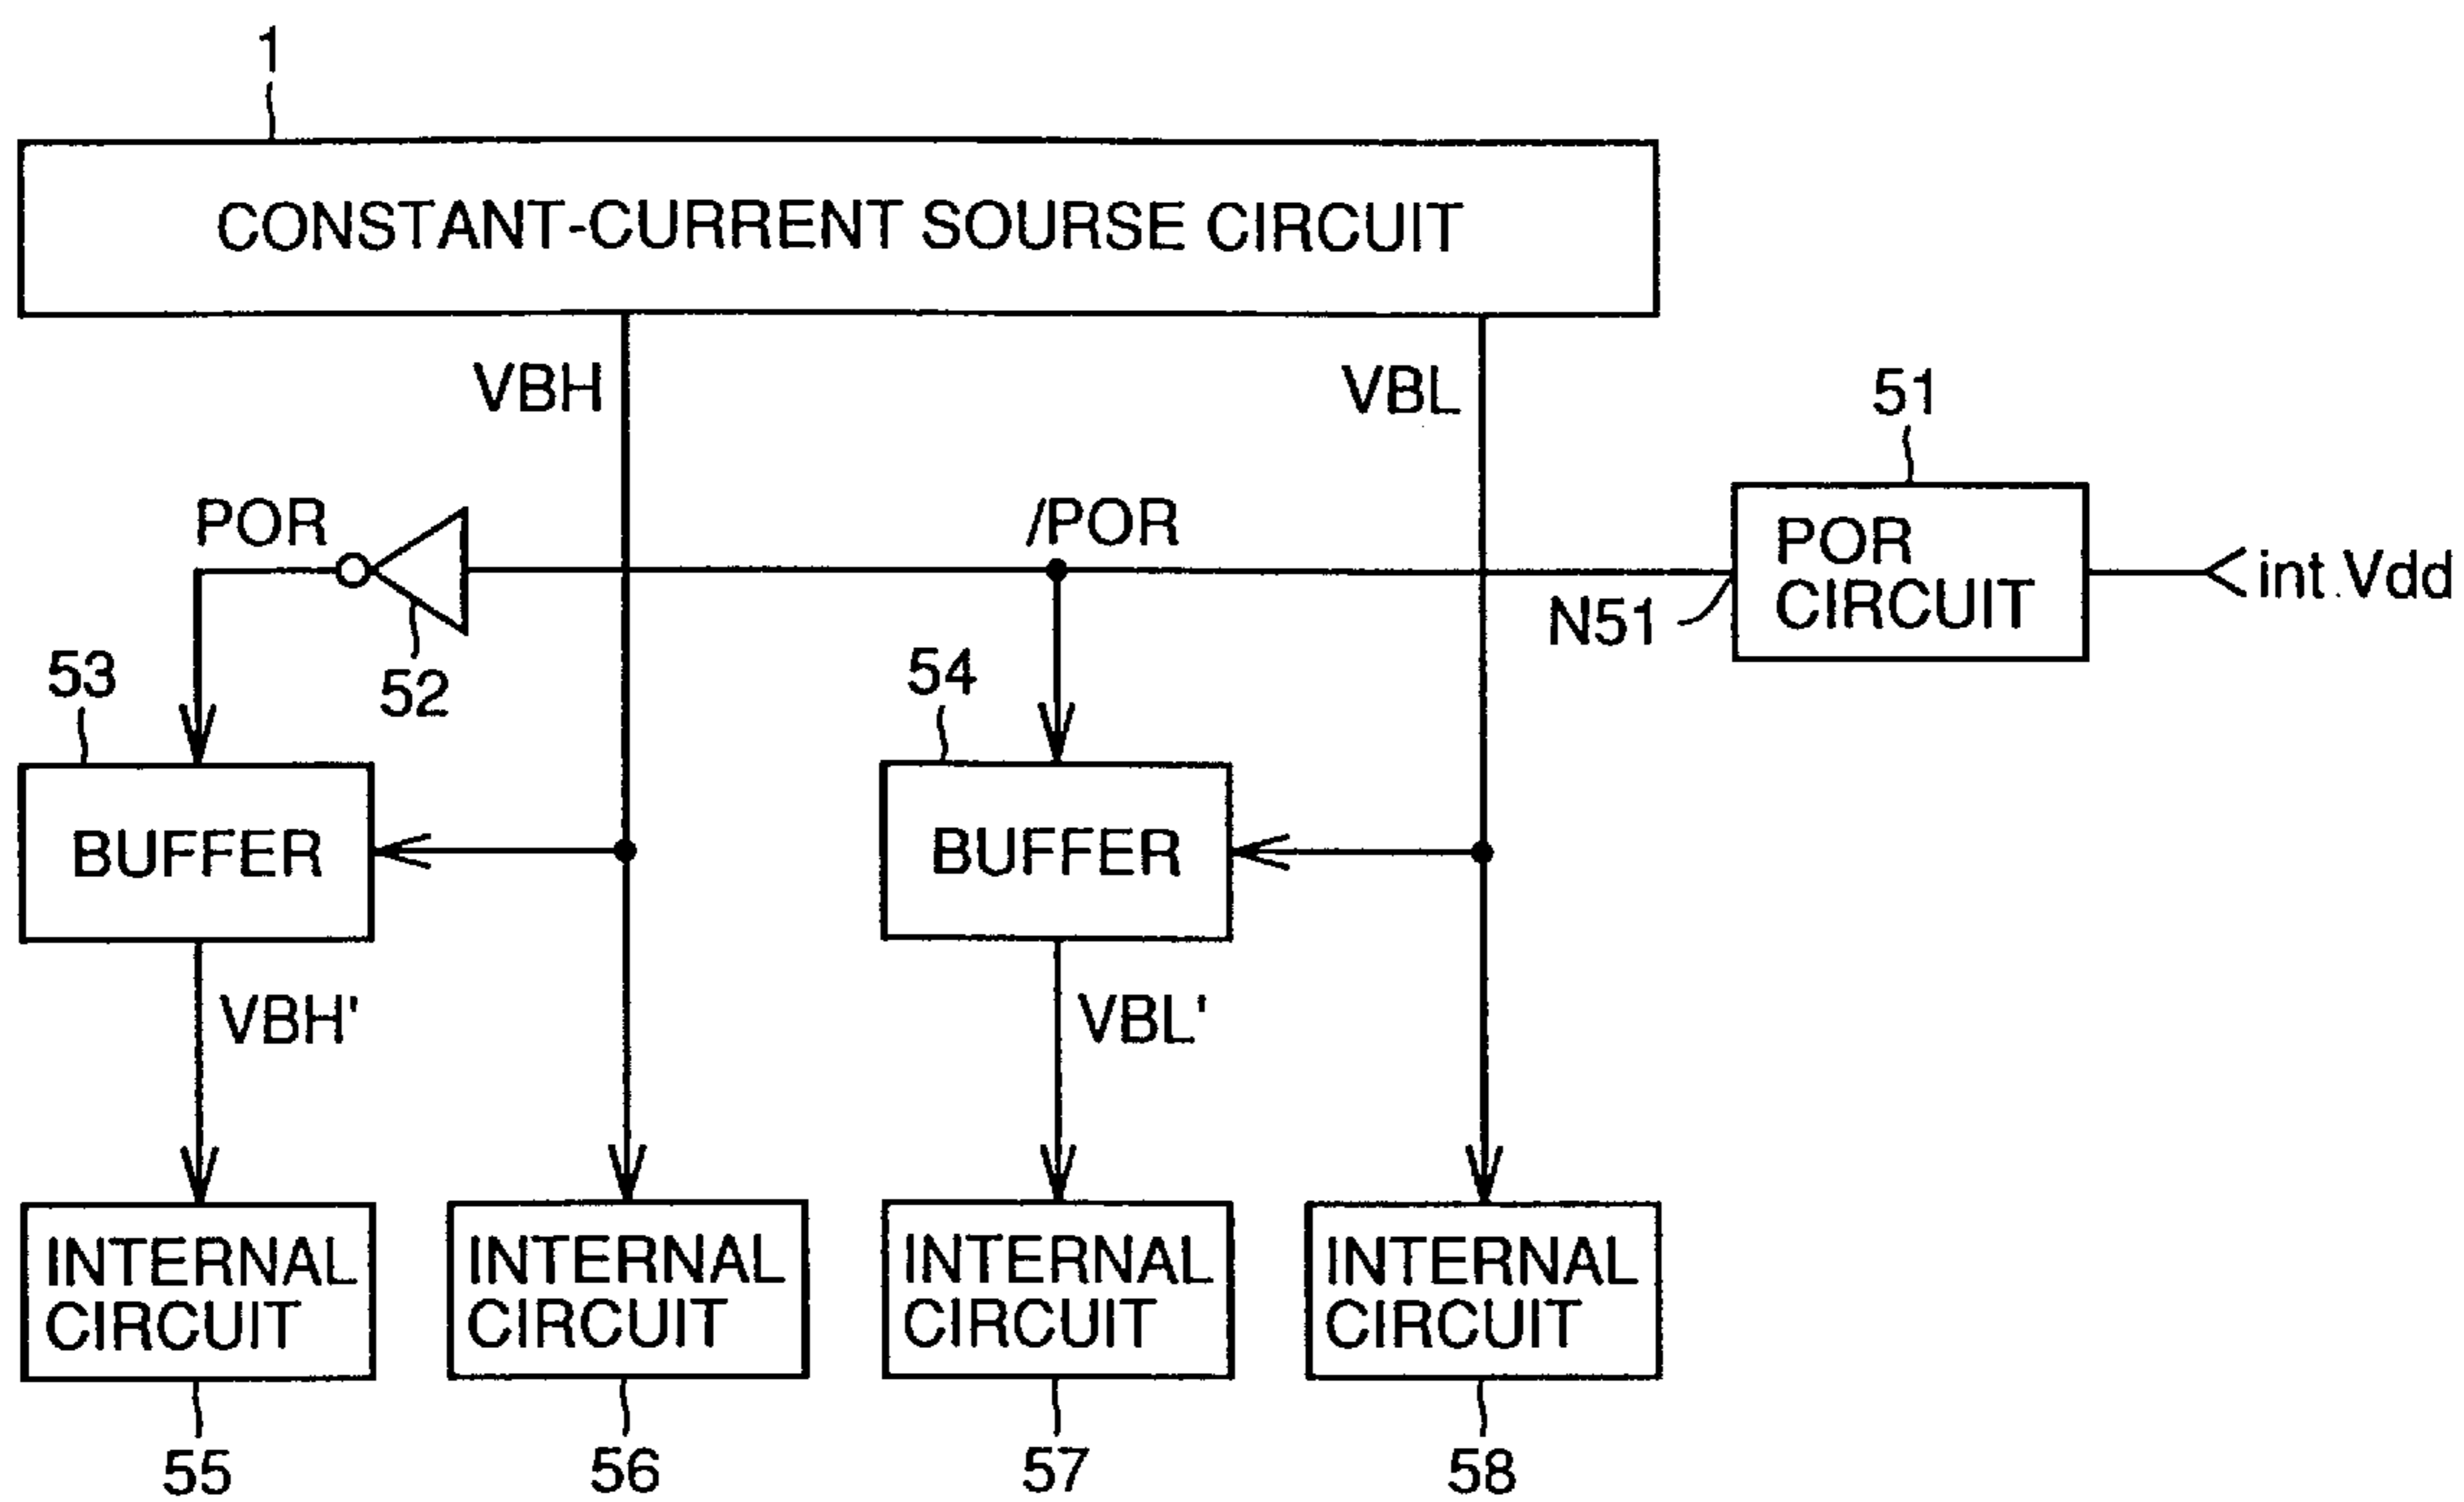 1
CONSTANT-CURRENT SOURSE CIRCUIT
VBH
VBL
51
POR
/POR
POR
CIRCUIT
int.Vdd
N51
52
53
54
BUFFER
BUFFER
VBH'
VBL'
INTERNAL
CIRCUIT
INTERNAL
CIRCUIT
INTERNAL
CIRCUIT
INTERNAL
CIRCUIT
55
56
57
58